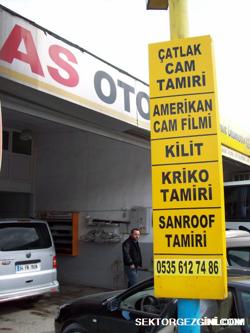 AS OTO
ÇATLAK
CAM
TAMİRİ
AMERİKAN
CAM FİLMİ
KİLİT
KRİKO
TAMİRİ
SANROOF
TAMİRİ
0535 612 74 86
SEKTORGEZGINI.COM